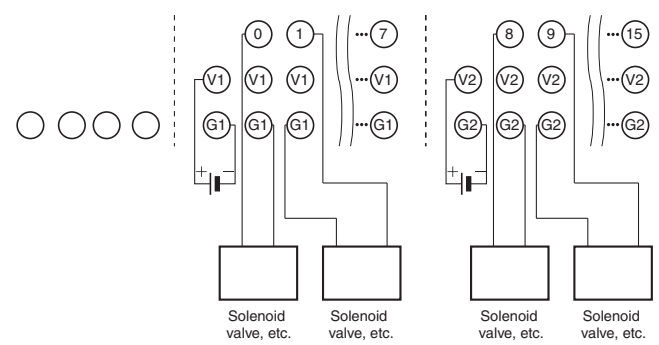 0 1 ··· 7 8 9 ··· 15
V1 V1 V1 ··· V1 V2 V2 V2 ··· V2
G1 G1 G1 ··· G1 G2 G2 G2 ··· G2
+ − + −
Solenoid valve, etc.
Solenoid valve, etc.
Solenoid valve, etc.
Solenoid valve, etc.